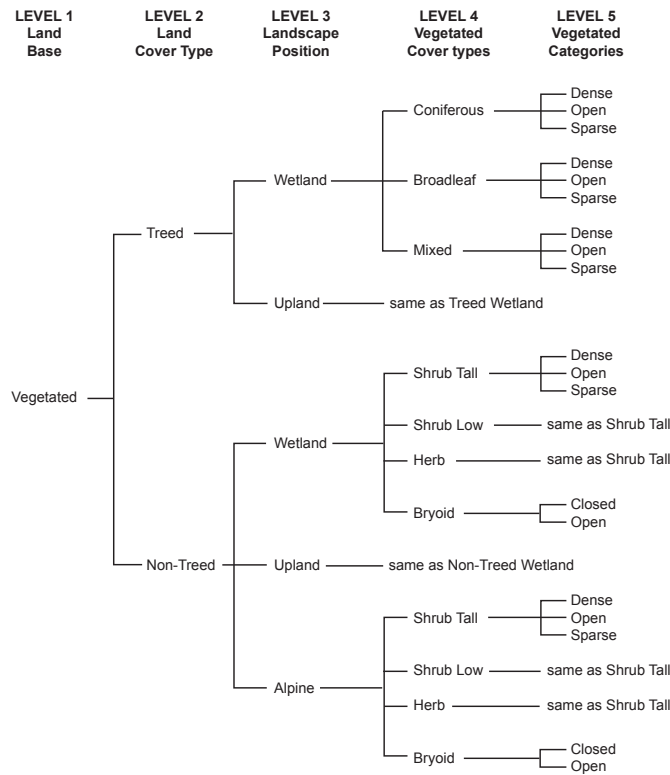 LEVEL 1 LEVEL 2 LEVEL 3 LEVEL 4 LEVEL 5
Land Land Landscape Vegetated Vegetated
Base Cover Type Position Cover types Categories
Dense
Coniferous Open
Sparse
Dense
Wetland Broadleaf Open
Sparse
Treed
Dense
Mixed Open
Sparse
Upland same as Treed Wetland
Dense
Shrub Tall Open
Sparse
Vegetated
Shrub Low same as Shrub Tall
Wetland
Herb same as Shrub Tall
Closed
Bryoid
Open
Non-Treed Upland same as Non-Treed Wetland
Dense
Shrub Tall Open
Sparse
Shrub Low same as Shrub Tall
Alpine
Herb same as Shrub Tall
Closed
Bryoid
Open